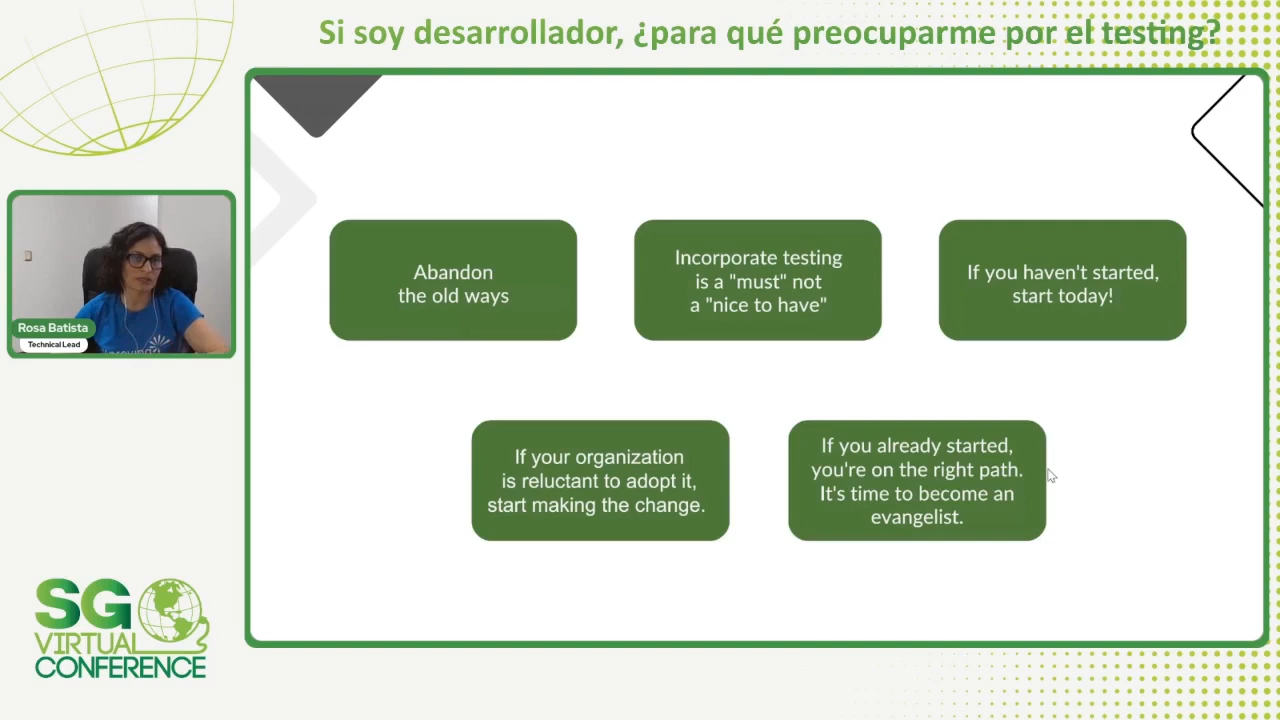 Si soy desarrollador, ¿para qué preocuparme por el testing?
Abandon
the old ways
Incorporate testing
is a "must" not
a "nice to have"
If you haven't started,
start today!
Rosa Batista
Technical Lead
If your organization
is reluctant to adopt it,
start making the change.
If you already started,
you're on the right path.
It's time to become an
evangelist.
SG
VIRTUAL
CONFERENCE